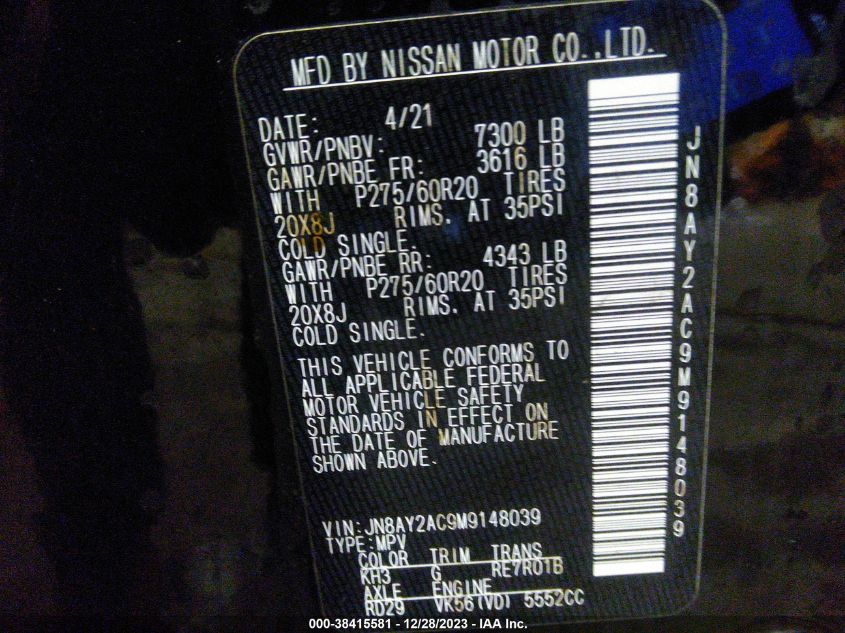 MFD BY NISSAN MOTOR CO.,LTD.
DATE: 4/21
GVWR/PNBV: 7300 LB
GAWR/PNBE FR: 3616 LB
WITH P275/60R20 TIRES
20X8J RIMS. AT 35PSI
COLD SINGLE.
GAWR/PNBE RR: 4343 LB
WITH P275/60R20 TIRES
20X8J RIMS. AT 35PSI
COLD SINGLE.
THIS VEHICLE CONFORMS TO
ALL APPLICABLE FEDERAL
MOTOR VEHICLE SAFETY
STANDARDS IN EFFECT ON
THE DATE OF MANUFACTURE
SHOWN ABOVE.
VIN:JN8AY2AC9M9148039
TYPE:MPV
COLOR TRIM TRANS
KH3 G RE7R01B
AXLE ENGINE
RD29 VK56(VD) 5552CC
JN8AY2AC9M9148039
000-38415581 - 12/28/2023 - IAA Inc.